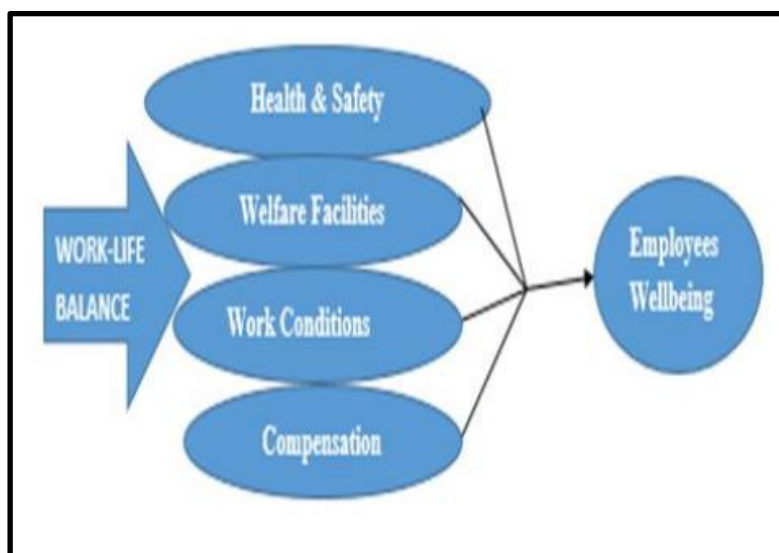 Health & Safety
Welfare Facilities
WORK-LIFE
BALANCE
Work Conditions
Compensation
Employees
Wellbeing